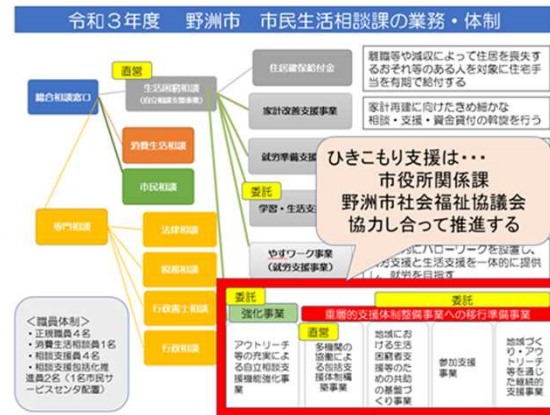 令和３年度　野洲市　市民生活相談課の業務・体制
総合相談窓口
直営
生活困窮相談
(自立相談支援事業)
消費生活相談
市民相談
専門相談
法律相談
税務相談
行政書士相談
行政相談
住居確保給付金
離職等や減収によって住居を喪失す
るおそれ等のある人を対象に住宅手
当を有期で給付する
家計改善支援事業
家計再建に向けたきめ細かな
相談・支援・資金貸付の斡旋を行う
就労準備支援
委託
学習・生活支
やすワーク事業
（就労支援事業）
にハローワークを設置し、
労支援と生活支援を一体的に提供
し、就労を目指す
ひきこもり支援は・・・
市役所関係課
野洲市社会福祉協議会
協力し合って推進する
＜職員体制＞
・正規職員４名
・消費生活相談員１名
・相談支援員４名
・相談支援包括化推
進員２名（１名市民サ
ービスセンタ配置）
委託
強化事業
アウトリーチ
等の充実によ
る自立相談支
援機能強化事
業
委託
重層的支援体制整備事業への移行準備事業
直営
多機関の
協働によ
る包括支
援体制構
築事業
地域にお
ける生活
困窮者支
援等のた
めの共助
の基盤づ
くり事業
参加支援
事業
地域づく
り・アウ
トリーチ
等を通じ
た継続的
支援事業